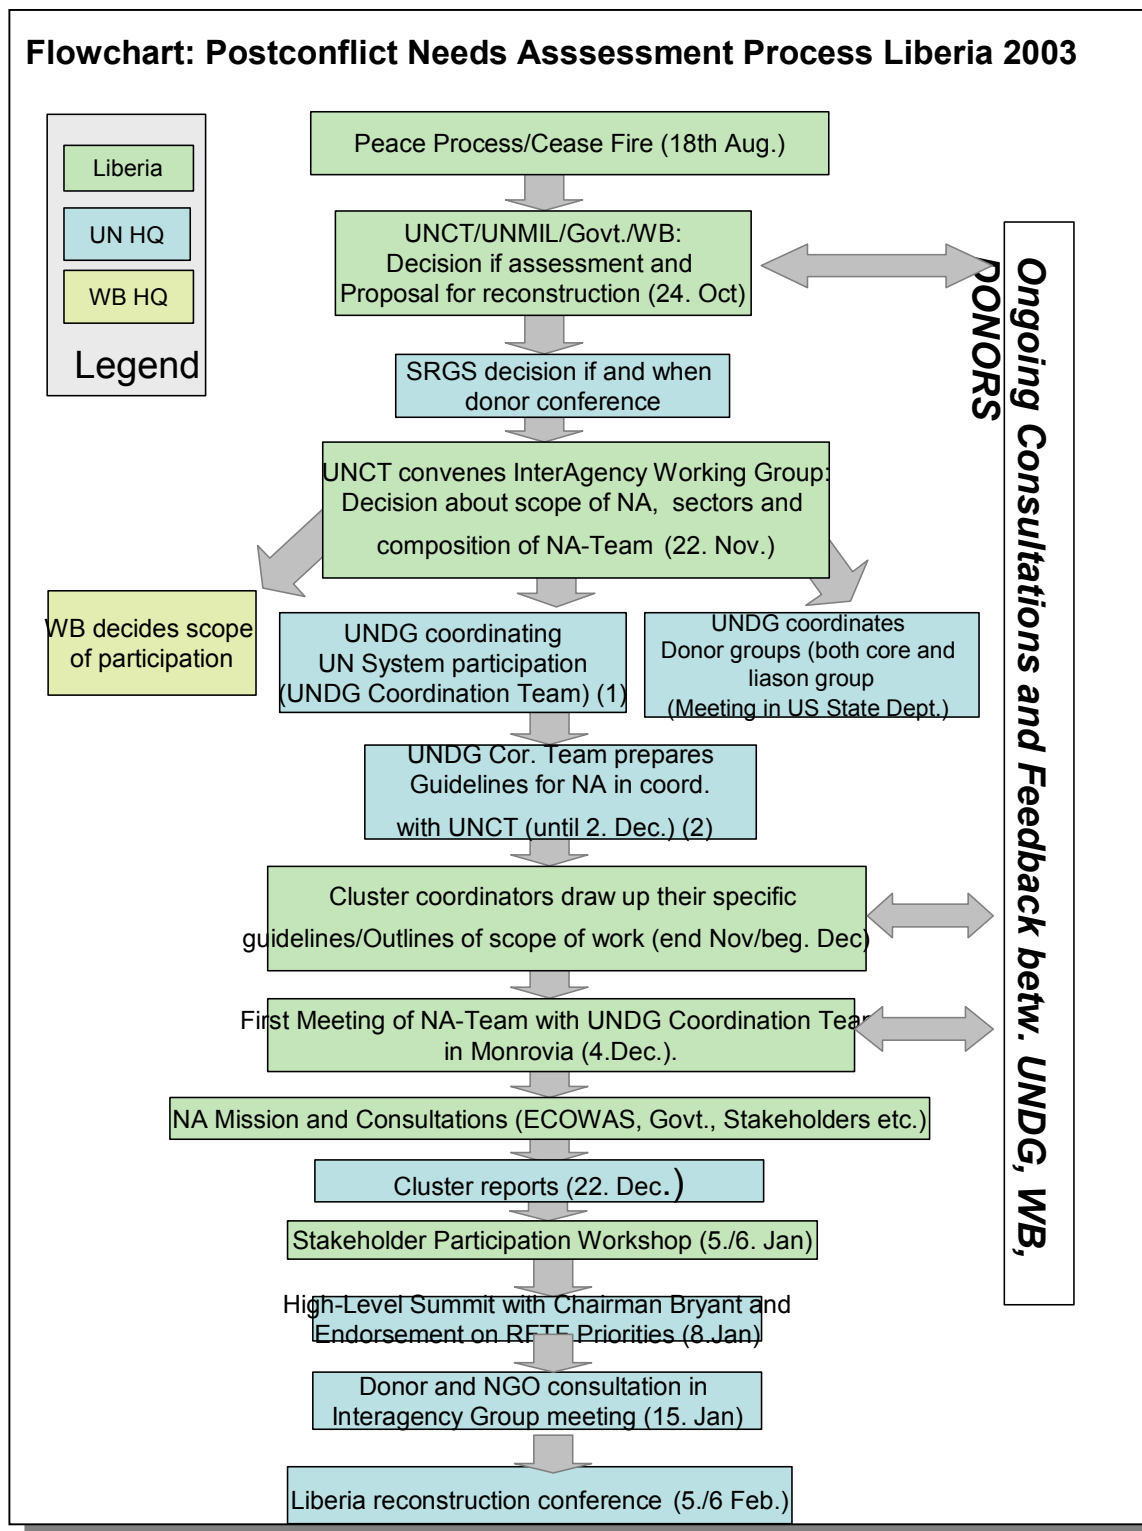 Flowchart: Postconflict Needs Asssessment Process Liberia 2003
Liberia
UN HQ
WB HQ
Legend
Peace Process/Cease Fire (18th Aug.)
UNCT/UNMIL/Govt./WB:
Decision if assessment and
Proposal for reconstruction (24. Oct)
SRGS decision if and when
donor conference
UNCT convenes InterAgency Working Group:
Decision about scope of NA, sectors and
composition of NA-Team (22. Nov.)
WB decides scope
of participation
UNDG coordinating
UN System participation
(UNDG Coordination Team) (1)
UNDG coordinates
Donor groups (both core and
liason group
(Meeting in US State Dept.)
UNDG Cor. Team prepares
Guidelines for NA in coord.
with UNCT (until 2. Dec.) (2)
Cluster coordinators draw up their specific
guidelines/Outlines of scope of work (end Nov/beg. Dec)
First Meeting of NA-Team with UNDG Coordination Team
in Monrovia (4.Dec.).
NA Mission and Consultations (ECOWAS, Govt., Stakeholders etc.)
Cluster reports (22. Dec.)
Stakeholder Participation Workshop (5./6. Jan)
High-Level Summit with Chairman Bryant and
Endorsement on RFTF Priorities (8.Jan)
Donor and NGO consultation in
Interagency Group meeting (15. Jan)
Liberia reconstruction conference (5./6 Feb.)
Ongoing Consultations and Feedback betw. UNDG, WB,
DONORS